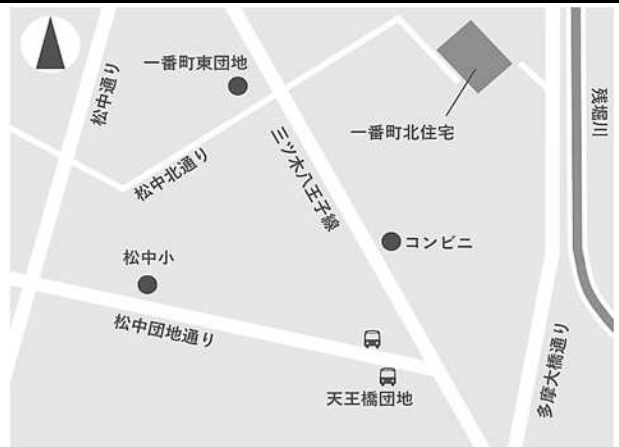 一番町東団地
松中通り
残堀川
一番町北住宅
松中北通り
三ツ木八王子線
コンビニ
松中小
松中団地通り
天王橋団地
多摩大橋通り